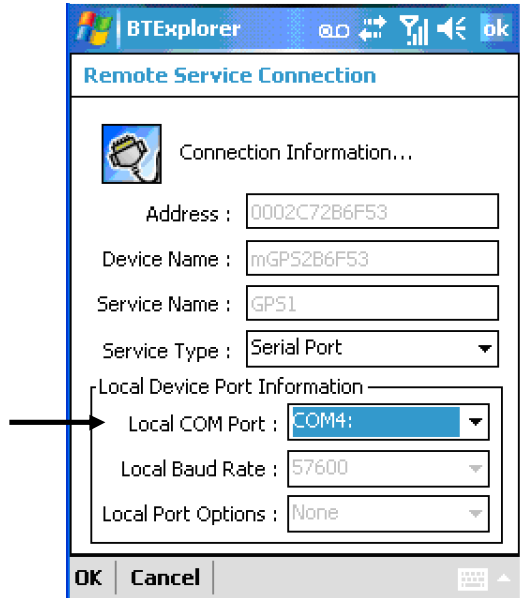 BTExplorer ok
Remote Service Connection
Connection Information...
Address : 0002C72B6F53
Device Name : mGPS2B6F53
Service Name : GPS1
Service Type : Serial Port
Local Device Port Information
Local COM Port : COM4:
Local Baud Rate : 57600
Local Port Options : None
OK Cancel